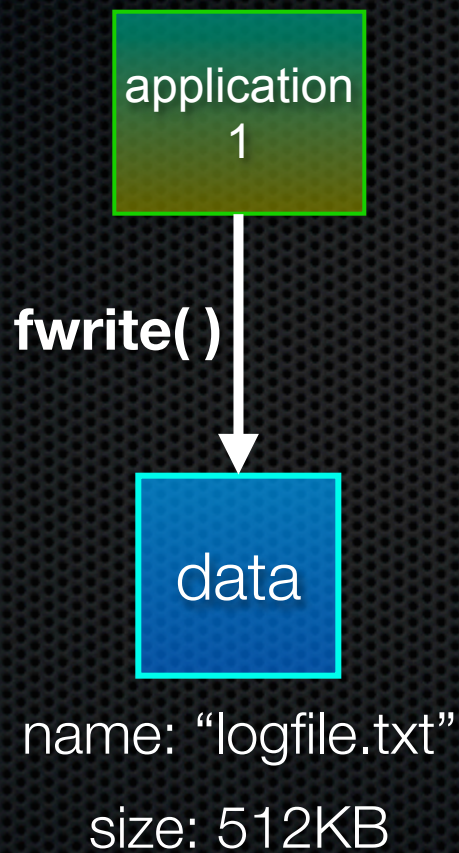 application
1
fwrite( )
data
name: “logfile.txt”
size: 512KB